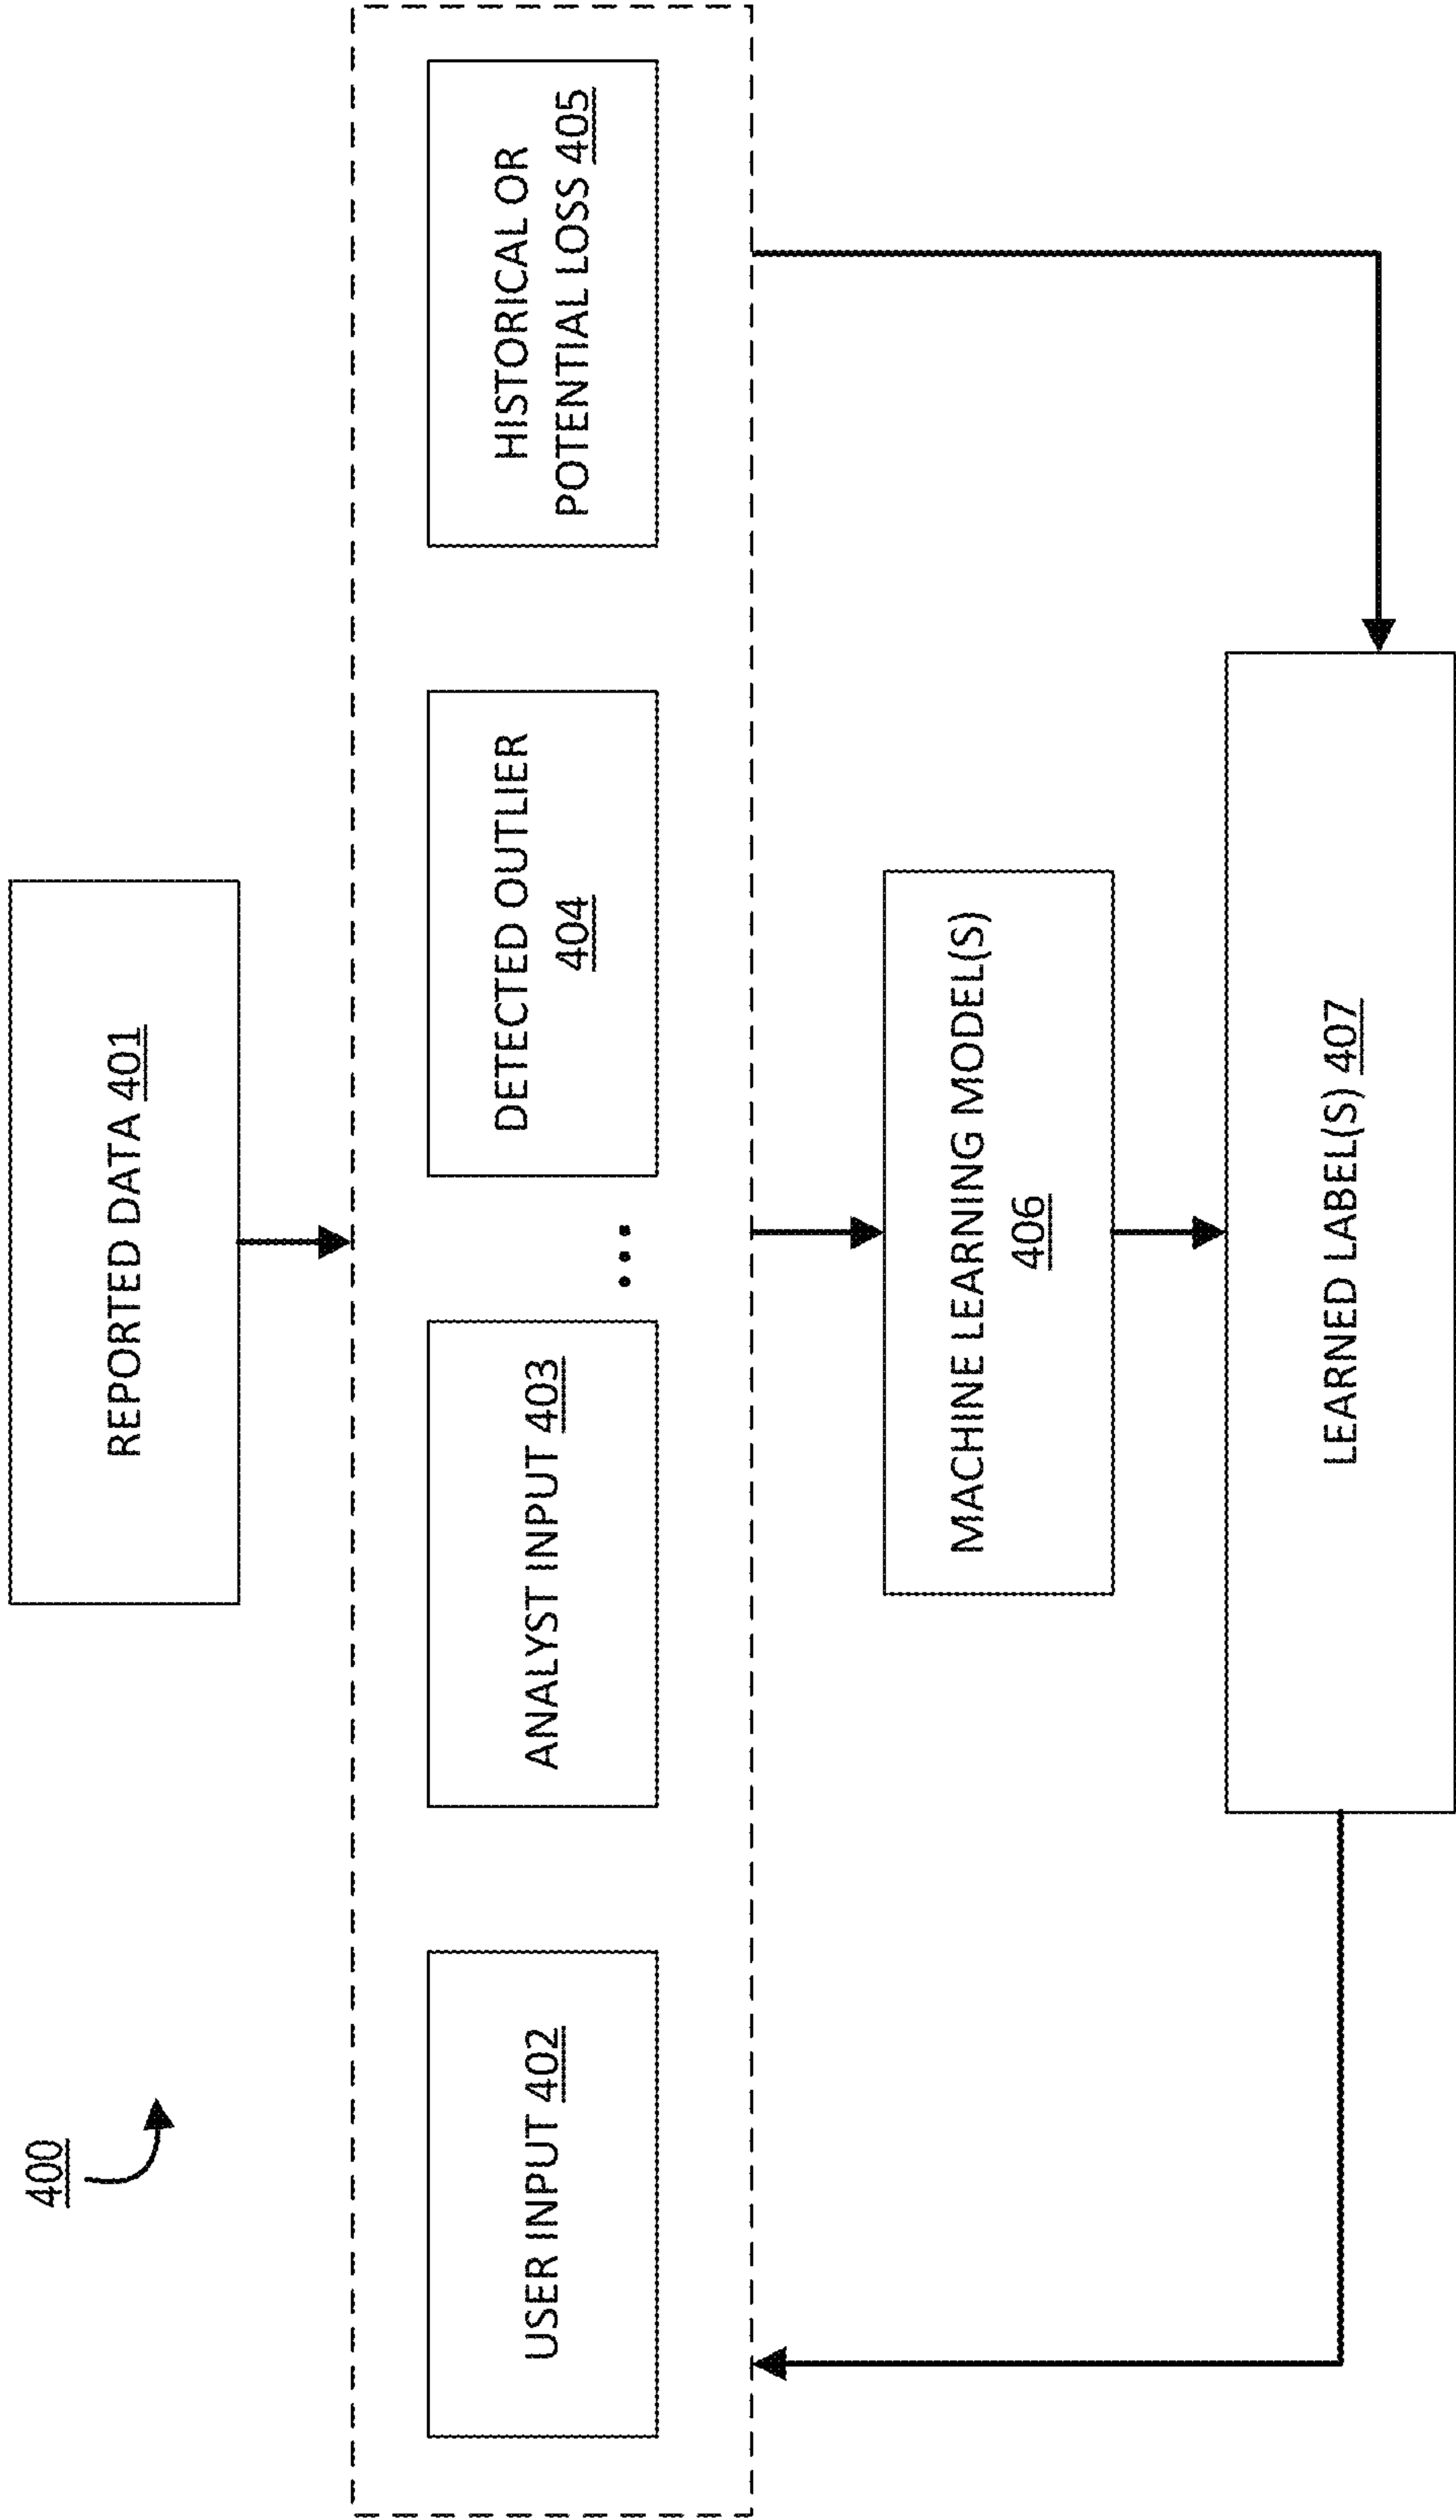 400
REPORTED DATA 401
USER INPUT 402
ANALYST INPUT 403
...
DETECTED OUTLIER
404
HISTORICAL OR
POTENTIAL LOSS 405
MACHINE LEARNING MODEL(S)
406
LEARNED LABEL(S) 407